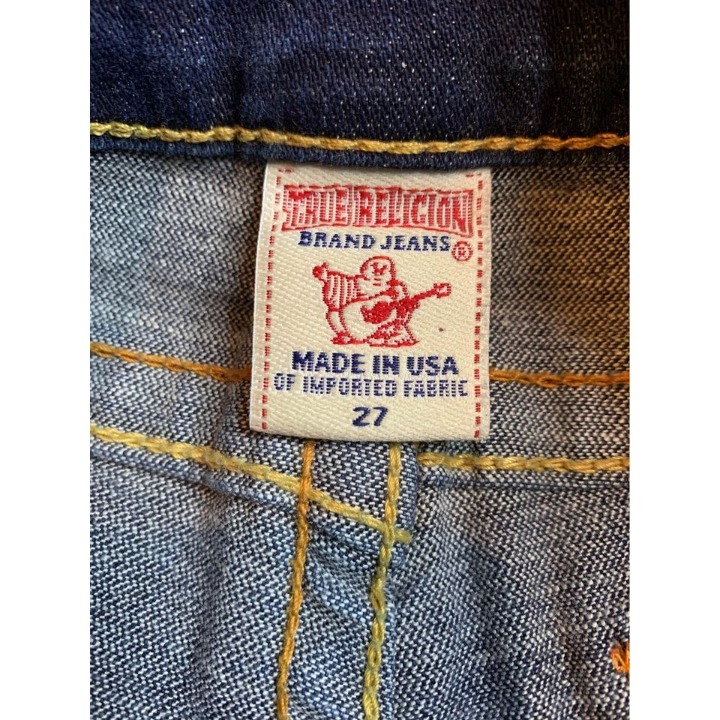 TRUE RELIGION
BRAND JEANS ®
MADE IN USA
OF IMPORTED FABRIC
27